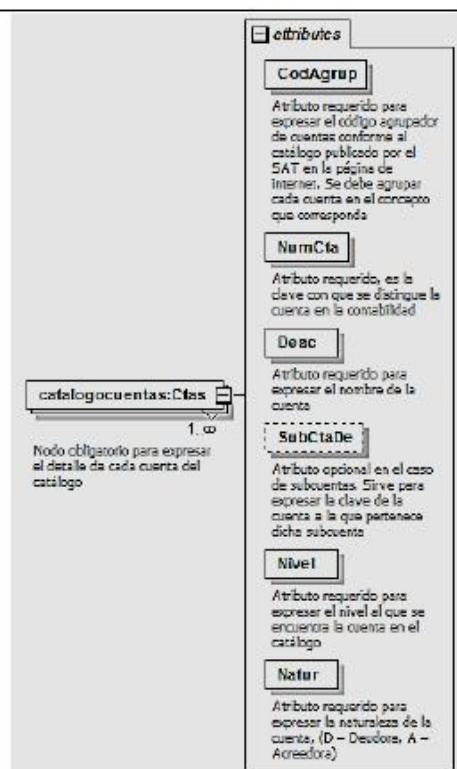 attributes
CodAgrup
Atributo requerido para
expresar el código agrupador
de cuentas conforme al
catálogo publicado por el
SAT en la página de
internet. Se debe agrupar
cada cuenta en el concepto
que corresponda
NumCta
Atributo requerido, es la
clave con que se distingue la
cuenta en la contabilidad
Desc
Atributo requerido para
expresar el nombre de la
cuenta
catalogocuentas:Ctas
1..∞
Nodo obligatorio para expresar
el detalle de cada cuenta del
catálogo
SubCtaDe
Atributo opcional en el caso
de subcuentas. Sirve para
expresar la clave de la
cuenta a la que pertenece
dicha subcuenta
Nivel
Atributo requerido para
expresar el nivel al que se
encuentra la cuenta en el
catálogo
Natur
Atributo requerido para
expresar la naturaleza de la
cuenta, (D – Deudora, A –
Acreedora)